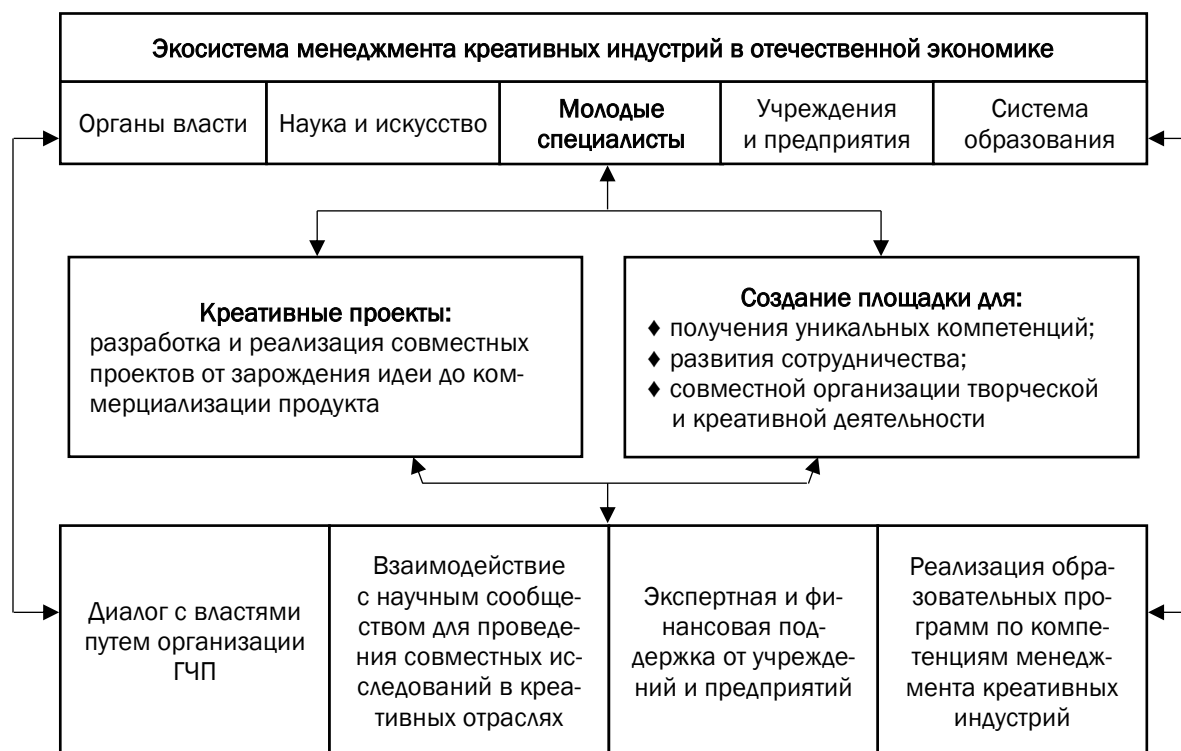 Экосистема менеджмента креативных индустрий в отечественной экономике
Органы власти
Наука и искусство
Молодые
специалисты
Учреждения
и предприятия
Система
образования
Креативные проекты:
разработка и реализация совместных
проектов от зарождения идеи до ком-
мерциализации продукта
Создание площадки для:
♦ получения уникальных компетенций;
♦ развития сотрудничества;
♦ совместной организации творческой
и креативной деятельности
Диалог с властями
путем организации
ГЧП
Взаимодействие
с научным сообще-
ством для проведе-
ния совместных ис-
следований в креа-
тивных отраслях
Экспертная и фи-
нансовая под-
держка от учрежде-
ний и предприятий
Реализация обра-
зовательных про-
грамм по компе-
тенциям менедж-
мента креативных
индустрий